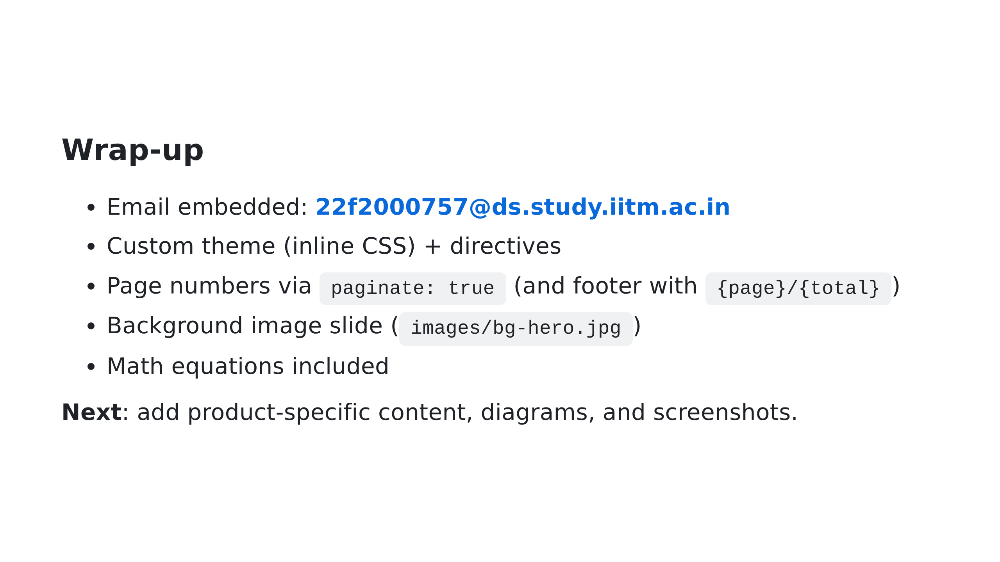 Wrap-up
• Email embedded: 22f2000757@ds.study.iitm.ac.in
• Custom theme (inline CSS) + directives
• Page numbers via paginate: true (and footer with {page}/{total})
• Background image slide (images/bg-hero.jpg)
• Math equations included
Next: add product-specific content, diagrams, and screenshots.